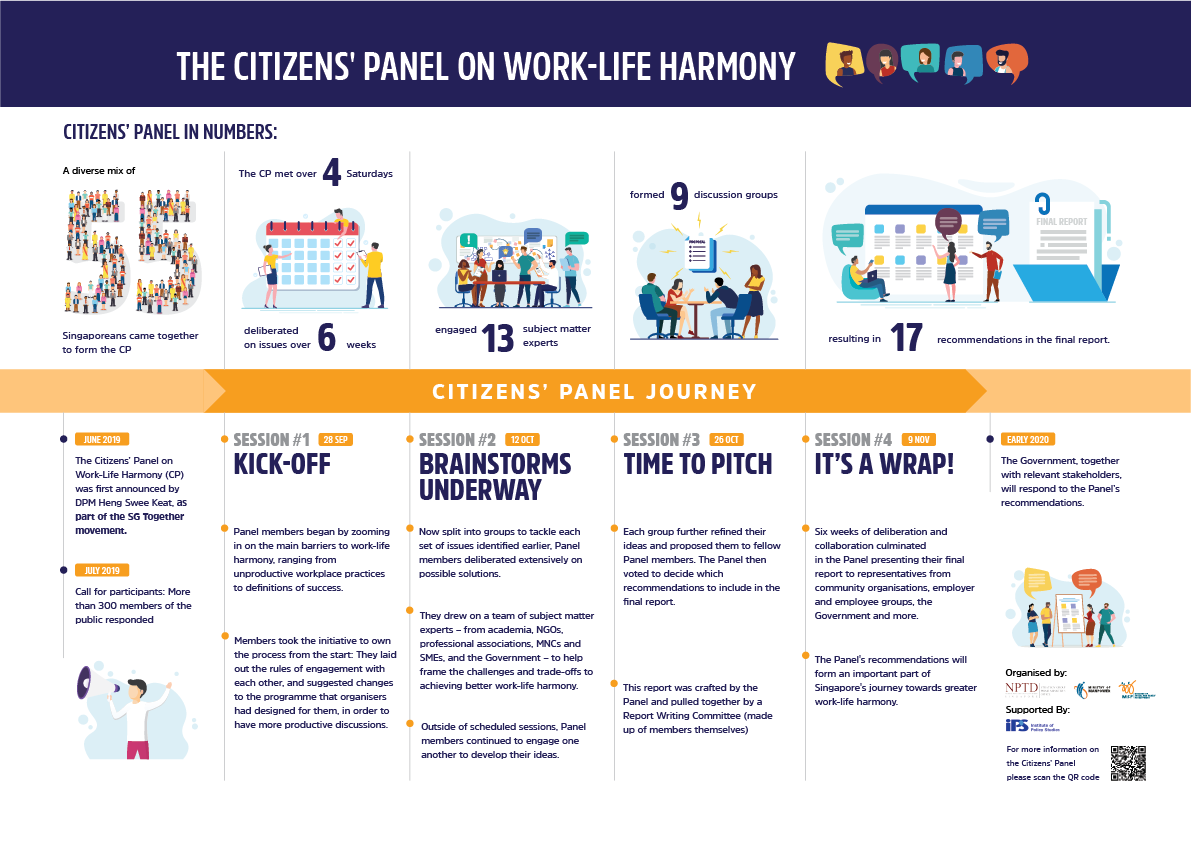 THE CITIZENS' PANEL ON WORK-LIFE HARMONY
CITIZENS' PANEL IN NUMBERS:
A diverse mix of
55
Singaporeans came together
to form the CP
The CP met over 4 Saturdays
deliberated
on issues over 6 weeks
engaged 13 subject matter
experts
formed 9 discussion groups
PROPOSAL
FINAL REPORT
resulting in 17 recommendations in the final report.
CITIZENS' PANEL JOURNEY
JUNE 2019
The Citizens' Panel on
Work-Life Harmony (CP)
was first announced by
DPM Heng Swee Keat, as
part of the SG Together
movement.
JULY 2019
Call for participants: More
than 300 members of the
public responded
SESSION #1 28 SEP
KICK-OFF
Panel members began by zooming
in on the main barriers to work-life
harmony, ranging from
unproductive workplace practices
to definitions of success.
Members took the initiative to own
the process from the start: They laid
out the rules of engagement with
each other, and suggested changes
to the programme that organisers
had designed for them, in order to
have more productive discussions.
SESSION #2 12 OCT
BRAINSTORMS
UNDERWAY
Now split into groups to tackle each
set of issues identified earlier, Panel
members deliberated extensively on
possible solutions.
They drew on a team of subject matter
experts – from academia, NGOs,
professional associations, MNCs and
SMEs, and the Government – to help
frame the challenges and trade-offs to
achieving better work-life harmony.
Outside of scheduled sessions, Panel
members continued to engage one
another to develop their ideas.
SESSION #3 26 OCT
TIME TO PITCH
Each group further refined their
ideas and proposed them to fellow
Panel members. The Panel then
voted to decide which
recommendations to include in the
final report.
This report was crafted by the
Panel and pulled together by a
Report Writing Committee (made
up of members themselves)
SESSION #4 9 NOV
IT'S A WRAP!
Six weeks of deliberation and
collaboration culminated
in the Panel presenting their final
report to representatives from
community organisations, employer
and employee groups, the
Government and more.
The Panel's recommendations will
form an important part of
Singapore's journey towards greater
work-life harmony.
EARLY 2020
The Government, together
with relevant stakeholders,
will respond to the Panel's
recommendations.
Organised by:
NPTD
MINISTRY OF
MANPOWER
Supported By:
iPS Institute of
Policy Studies
For more information on
the Citizens' Panel
please scan the QR code